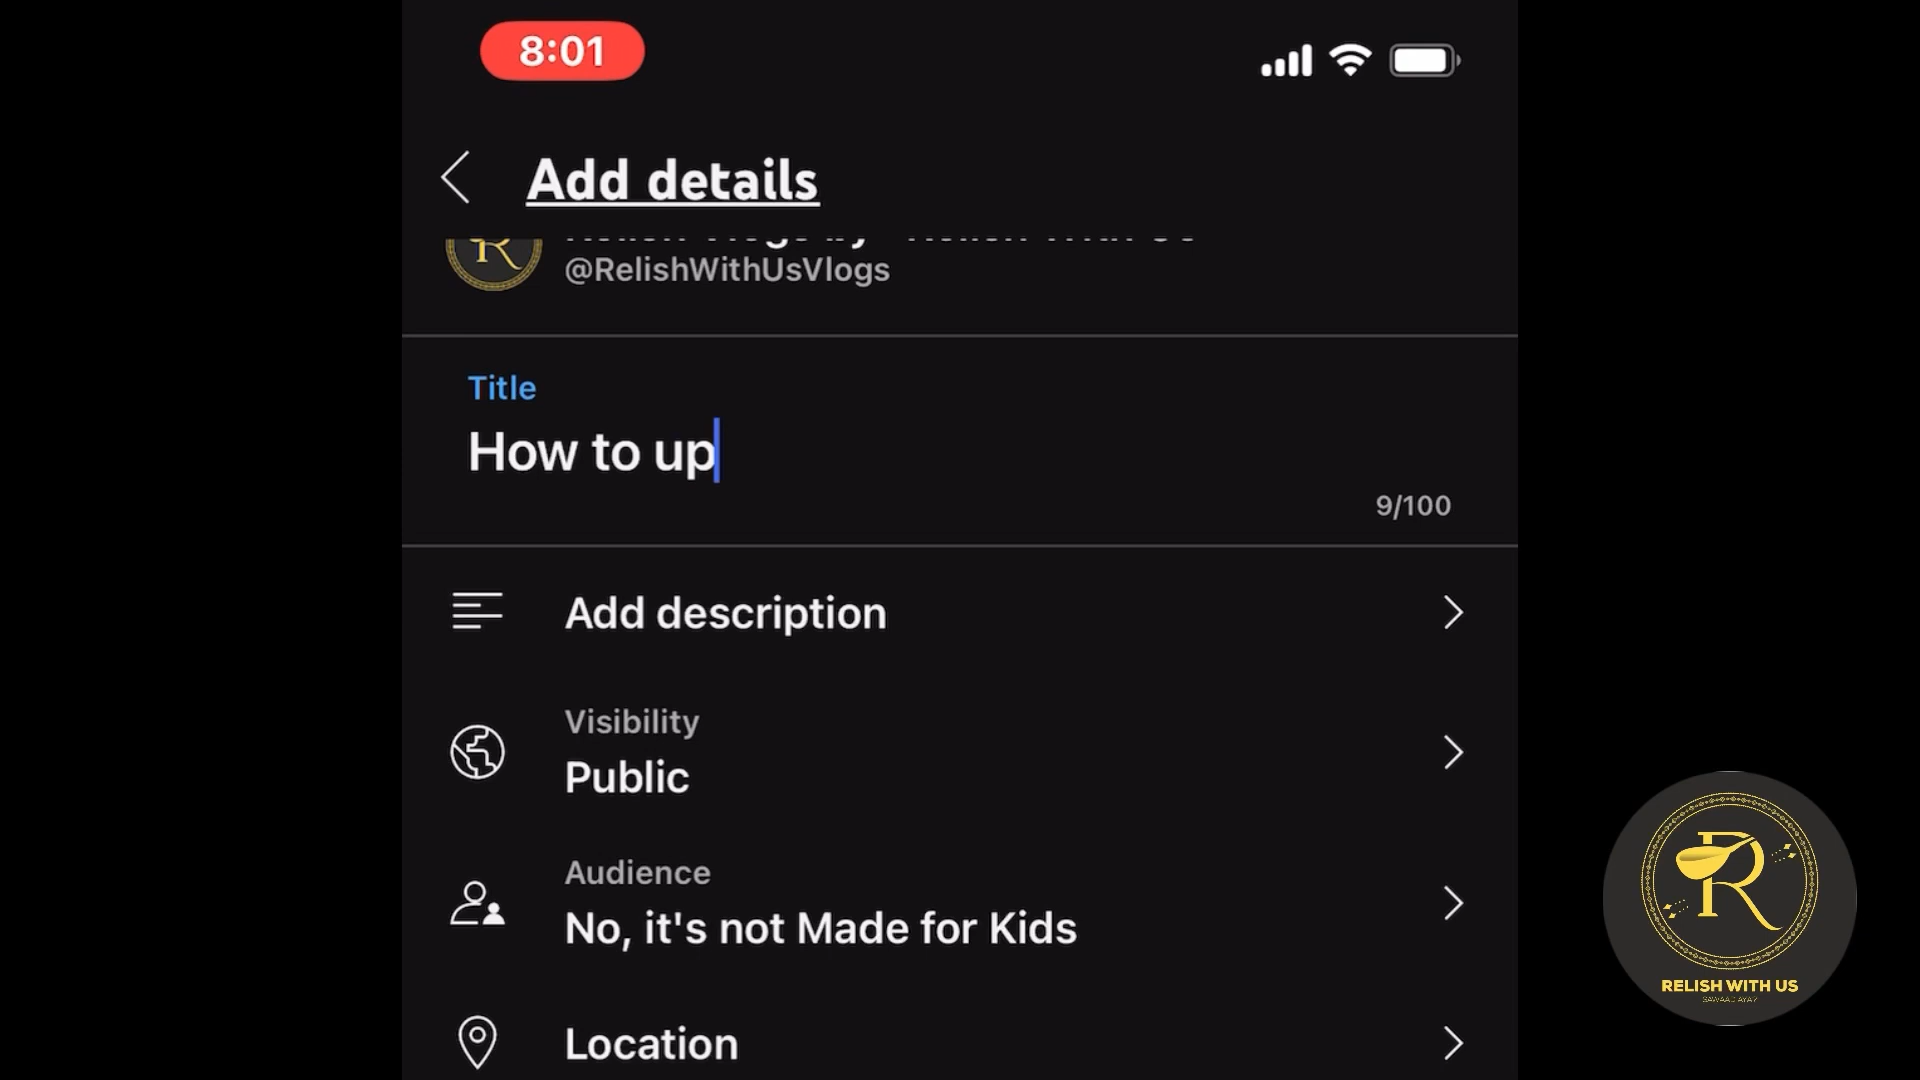 8:01
Add details
@RelishWithUsVlogs
Title
How to up
9/100
Add description
Visibility
Public
Audience
No, it's not Made for Kids
Location
R
RELISH WITH US